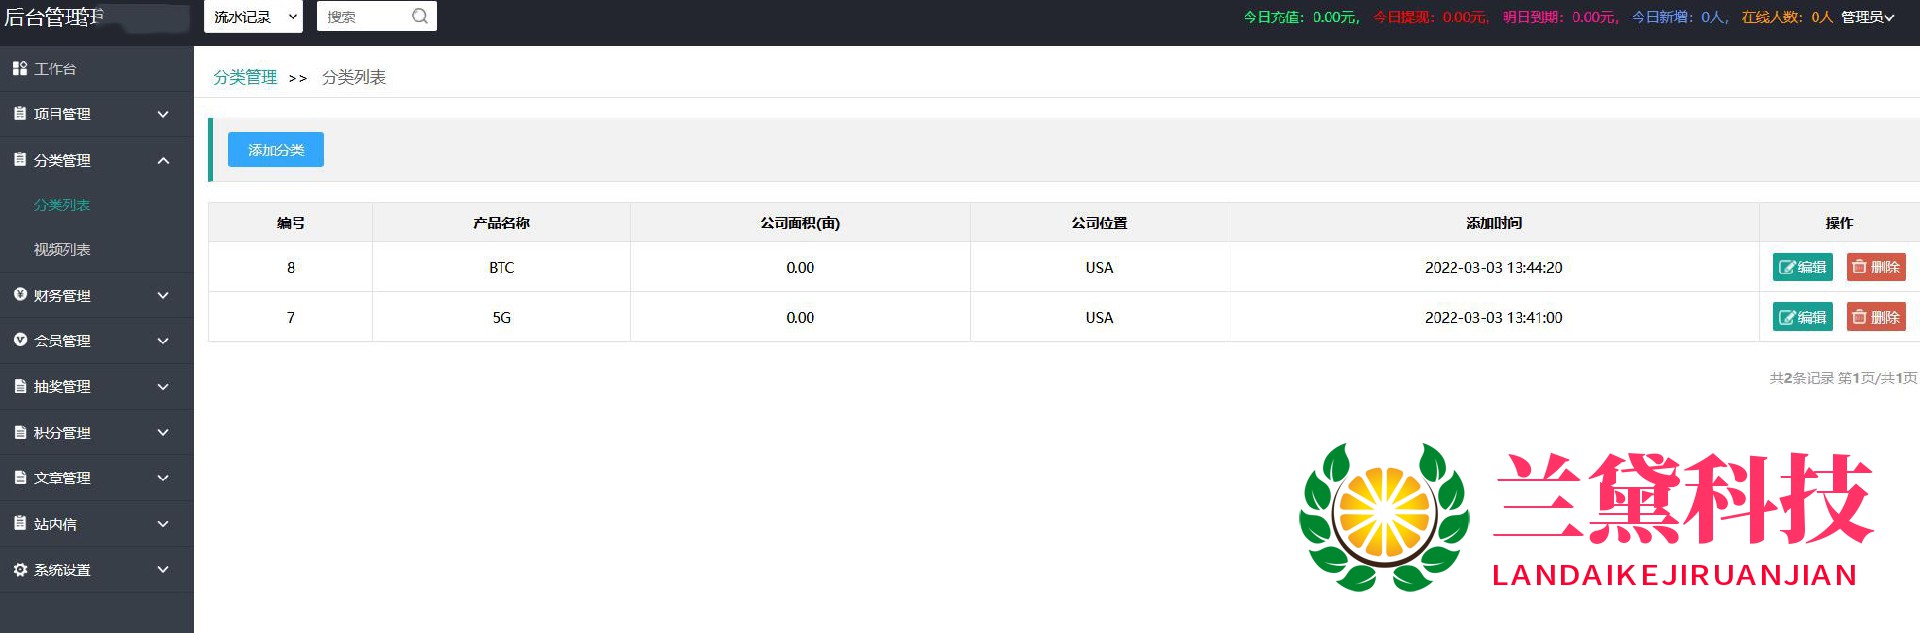 后台管理
流水记录
搜索
今日充值：0.00元， 今日提现：0.00元， 明日到期：0.00元， 今日新增：0人， 在线人数：0人 管理员
工作台
项目管理
分类管理
分类列表
视频列表
财务管理
会员管理
抽奖管理
积分管理
文章管理
站内信
系统设置
分类管理 >> 分类列表
添加分类
编号 产品名称 公司面积(亩) 公司位置 添加时间 操作
8 BTC 0.00 USA 2022-03-03 13:44:20 编辑 删除
7 5G 0.00 USA 2022-03-03 13:41:00 编辑 删除
共2条记录 第1页/共1页
兰黛科技
LANDAIKEJIRUANJIAN